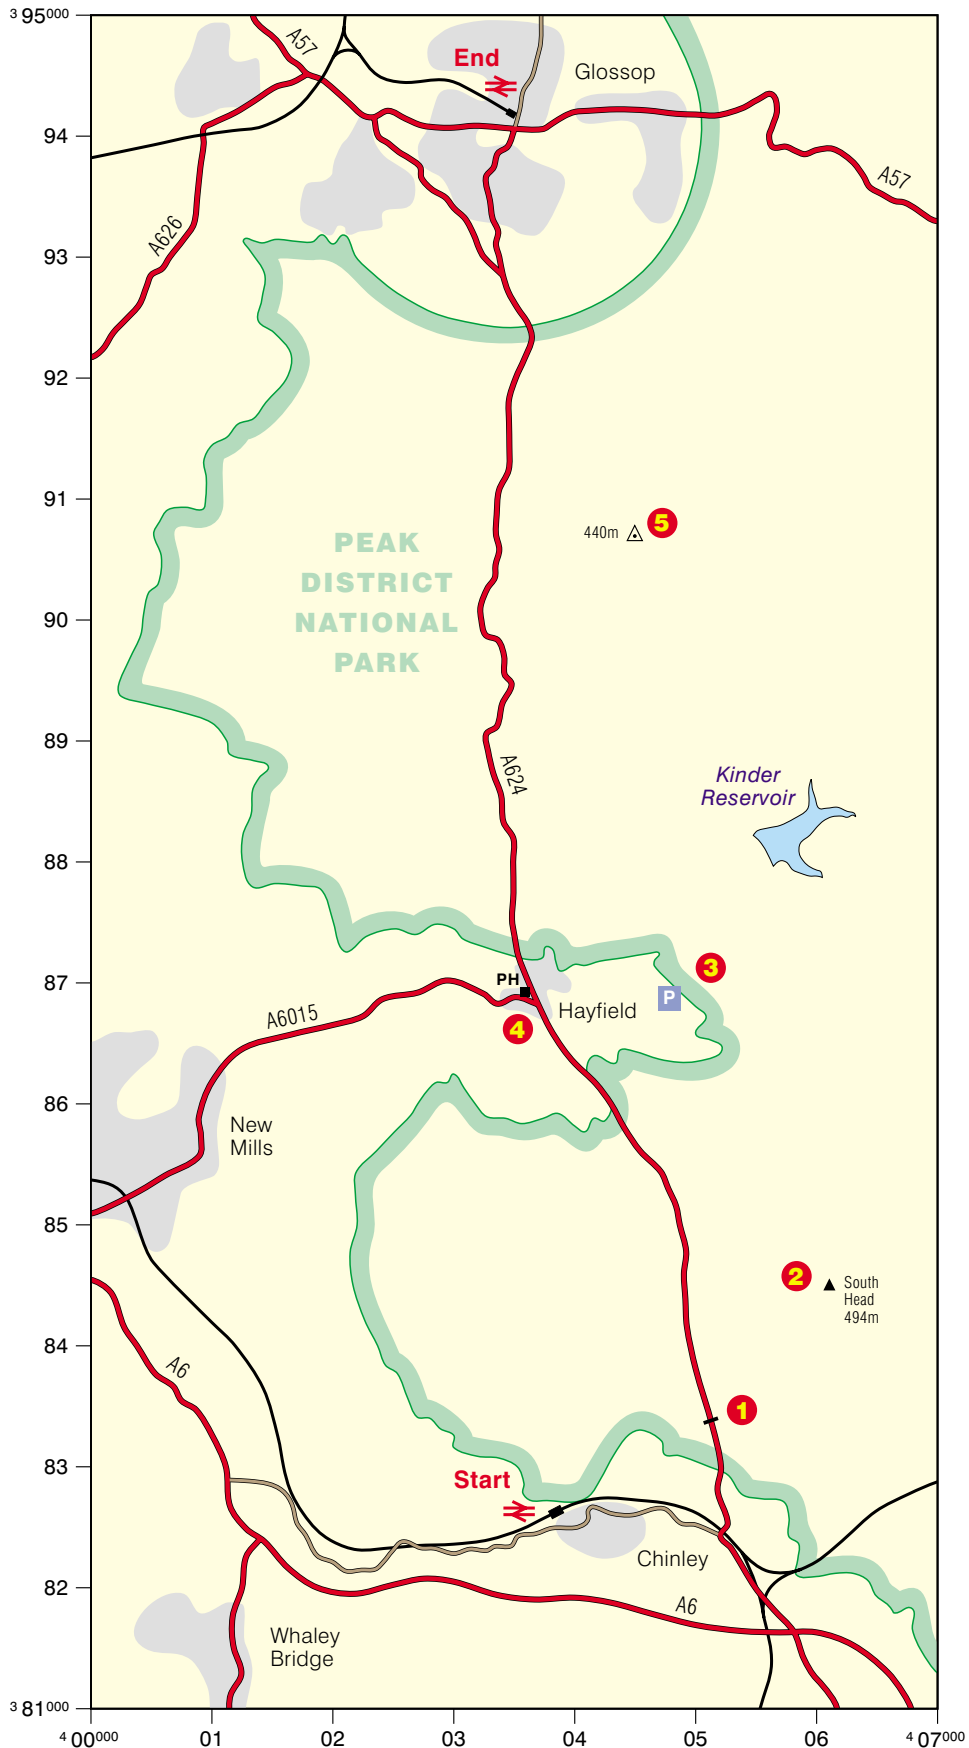 3 95000
A57
End
Glossop
94
A57
A626
93
92
91
440m
5
PEAK
DISTRICT
NATIONAL
PARK
90
89
A624
Kinder
Reservoir
88
87
PH
3
P
A6015
4
Hayfield
86
New
Mills
85
2
South
Head
494m
84
A6
1
83
Start
Chinley
82
A6
Whaley
Bridge
3 81000
4 00000
01
02
03
04
05
06
4 07000